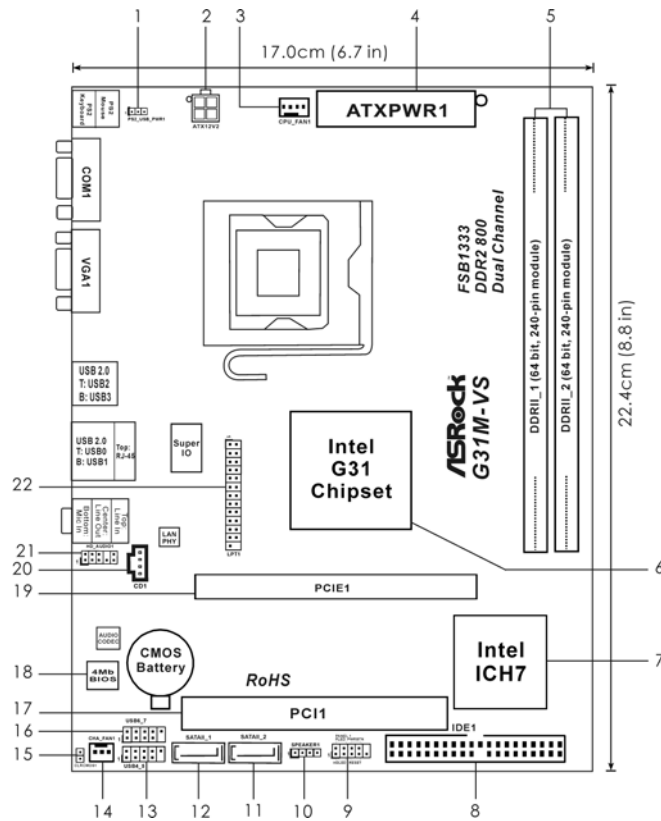 1 2 3 4 5
17.0cm (6.7 in)
PS2 Keyboard
PS2 Mouse
PS2_USB_PWR1
ATX12V2
CPU_FAN1
ATXPWR1
COM1
VGA1
FSB1333
DDR2 800
Dual Channel
DDRII_1 (64 bit, 240-pin module)
DDRII_2 (64 bit, 240-pin module)
22.4cm (8.8 in)
USB 2.0
T: USB2
B: USB3
USB 2.0
T: USB0
B: USB1
Top:
RJ-45
Super
IO
Intel
G31
Chipset
ASRock
G31M-VS
22
Top:
Line In
Center:
Line Out
Bottom:
Mic In
LAN
PHY
LPT1
21
HD_AUDIO1
20
CD1
6
19
PCIE1
AUDIO
CODEC
CMOS
Battery
Intel
ICH7
7
18
4Mb
BIOS
RoHS
17
PCI1
16
USB6_7
IDE1
15
CHA_FAN1
USB4_5
SATAII_1
SATAII_2
SPEAKER1
PANEL 1
14 13 12 11 10 9 8